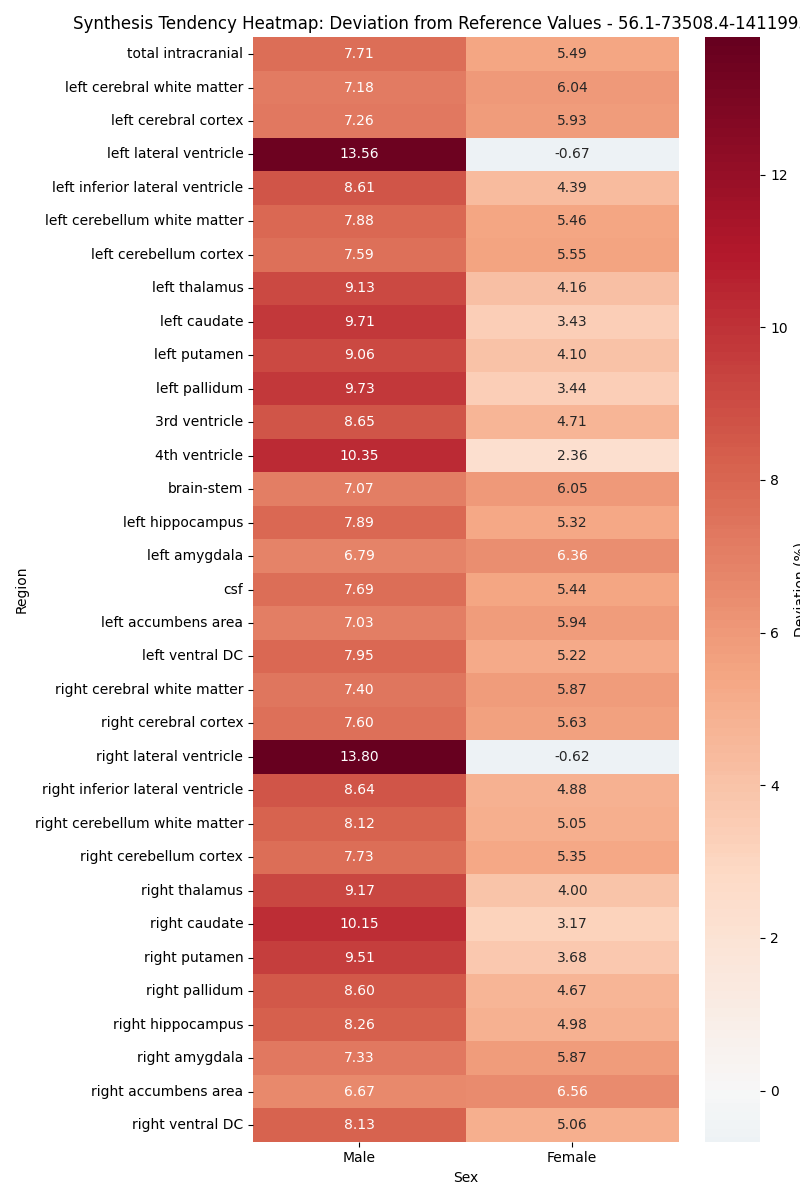 Synthesis Tendency Heatmap: Deviation from Reference Values - 56.1-73508.4-141199.
total intracranial 7.71 5.49
left cerebral white matter 7.18 6.04
left cerebral cortex 7.26 5.93
left lateral ventricle 13.56 -0.67
left inferior lateral ventricle 8.61 4.39
left cerebellum white matter 7.88 5.46
left cerebellum cortex 7.59 5.55
left thalamus 9.13 4.16
left caudate 9.71 3.43
left putamen 9.06 4.10
left pallidum 9.73 3.44
3rd ventricle 8.65 4.71
4th ventricle 10.35 2.36
brain-stem 7.07 6.05
left hippocampus 7.89 5.32
left amygdala 6.79 6.36
csf 7.69 5.44
left accumbens area 7.03 5.94
left ventral DC 7.95 5.22
right cerebral white matter 7.40 5.87
right cerebral cortex 7.60 5.63
right lateral ventricle 13.80 -0.62
right inferior lateral ventricle 8.64 4.88
right cerebellum white matter 8.12 5.05
right cerebellum cortex 7.73 5.35
right thalamus 9.17 4.00
right caudate 10.15 3.17
right putamen 9.51 3.68
right pallidum 8.60 4.67
right hippocampus 8.26 4.98
right amygdala 7.33 5.87
right accumbens area 6.67 6.56
right ventral DC 8.13 5.06
Male Female
Sex
Region
12
10
8
6
4
2
0
Deviation (%)